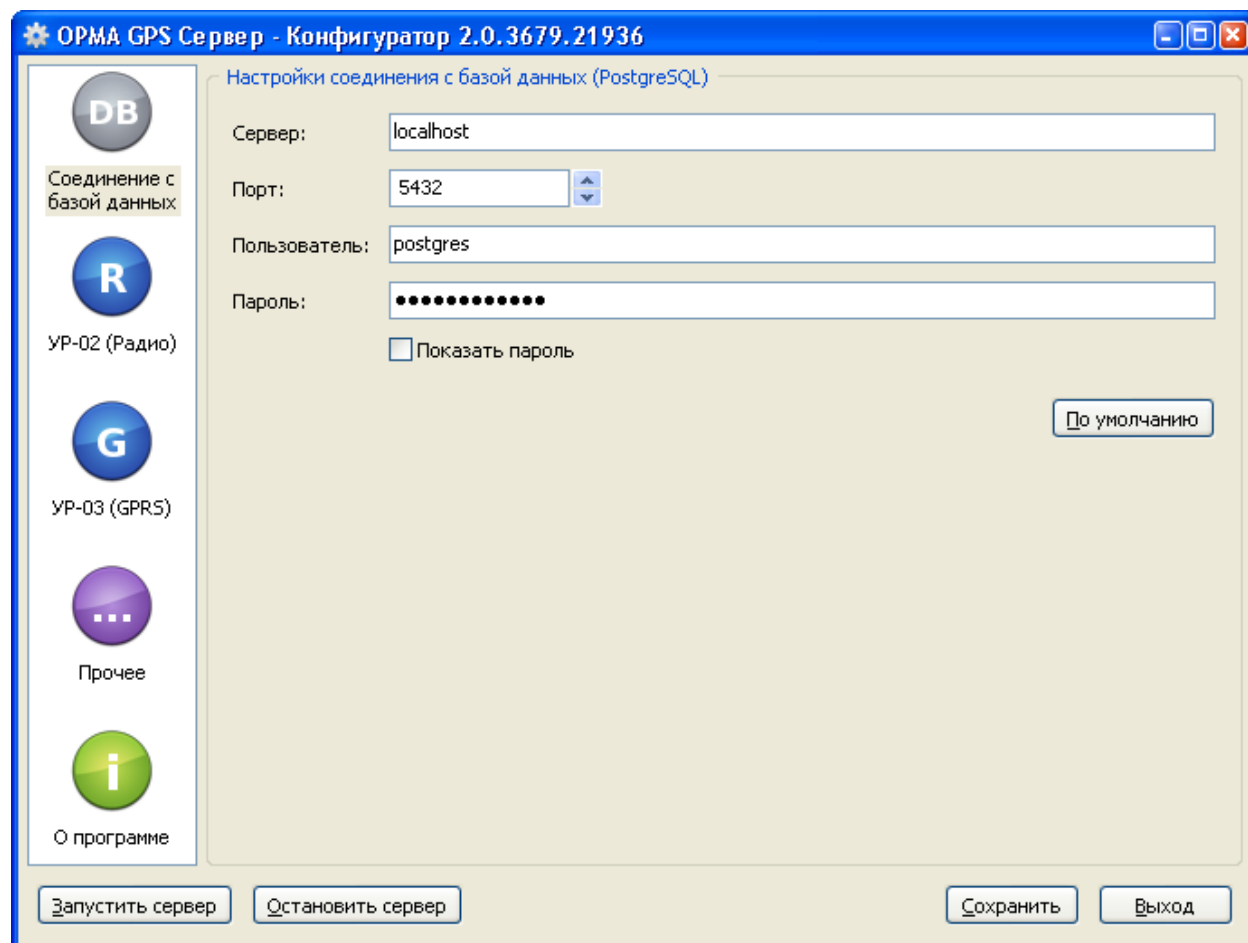 ОРМА GPS Сервер - Конфигуратор 2.0.3679.21936
DB
Соединение с
базой данных
R
УР-02 (Радио)
G
УР-03 (GPRS)
...
Прочее
i
О программе
Настройки соединения с базой данных (PostgreSQL)
Сервер: localhost
Порт: 5432
Пользователь: postgres
Пароль: ●●●●●●●●●●●●
Показать пароль
По умолчанию
Запустить сервер Остановить сервер Сохранить Выход